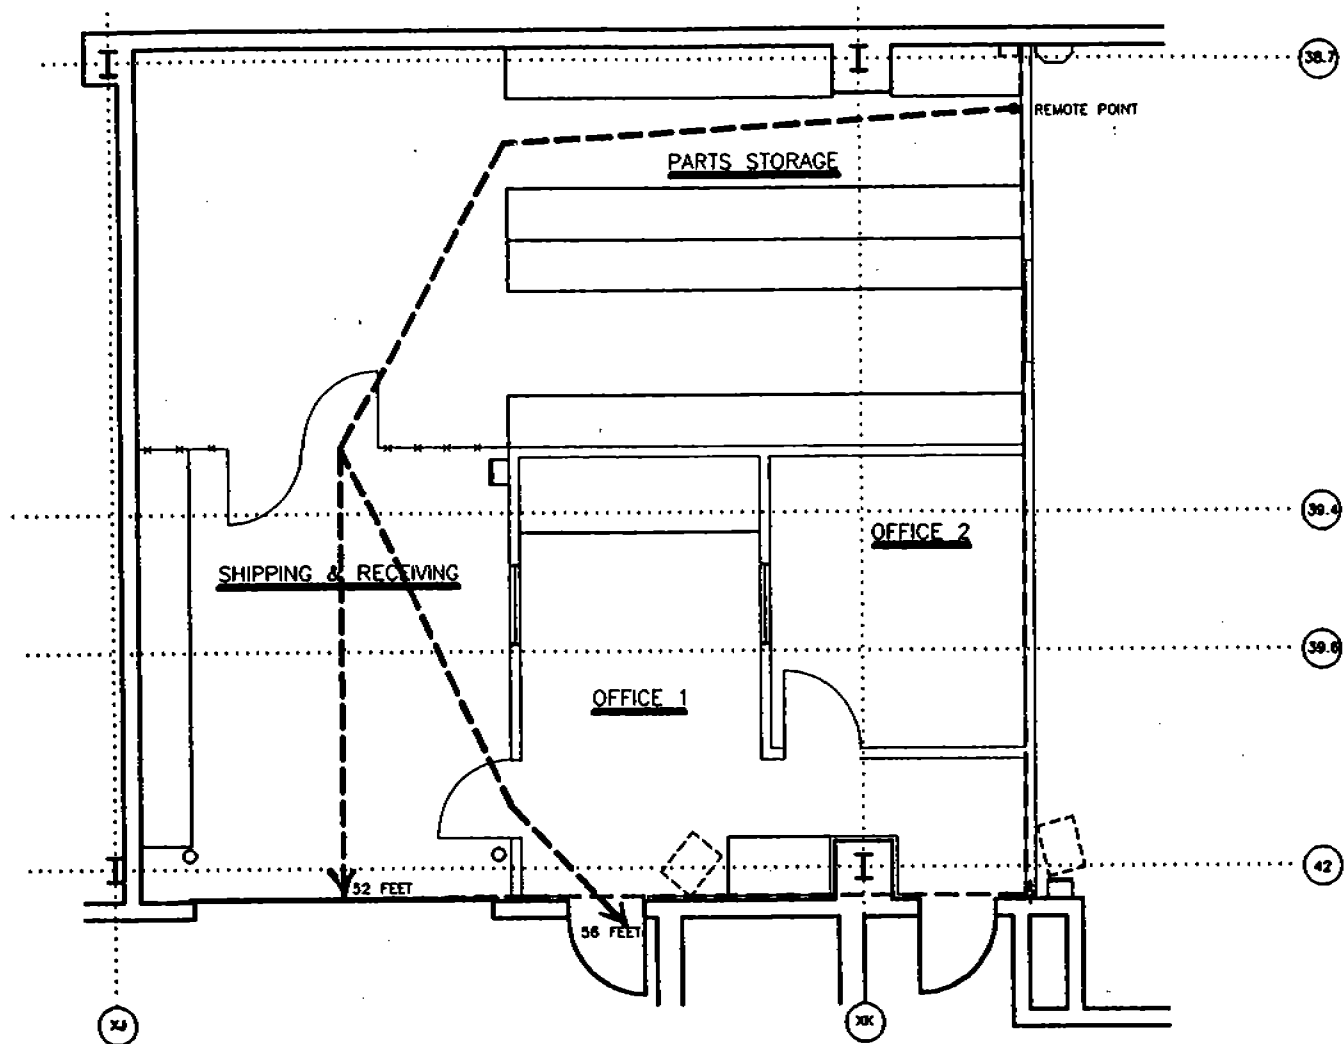 38.7
REMOTE POINT
PARTS STORAGE
39.4
OFFICE 2
SHIPPING & RECEIVING
39.6
OFFICE 1
42
52 FEET
56 FEET
XJ
XK